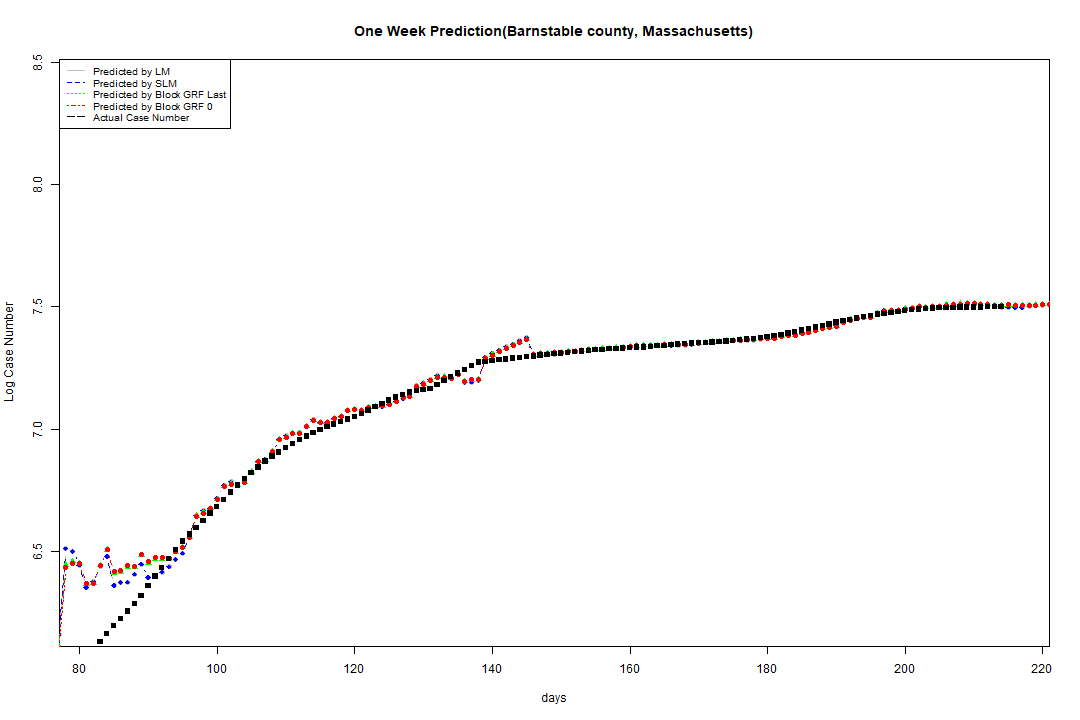 One Week Prediction(Barnstable county, Massachusetts)
Predicted by LM
Predicted by SLM
Predicted by Block GRF Last
Predicted by Block GRF 0
Actual Case Number
8.5
8.0
7.5
7.0
6.5
Log Case Number
80 100 120 140 160 180 200 220
days